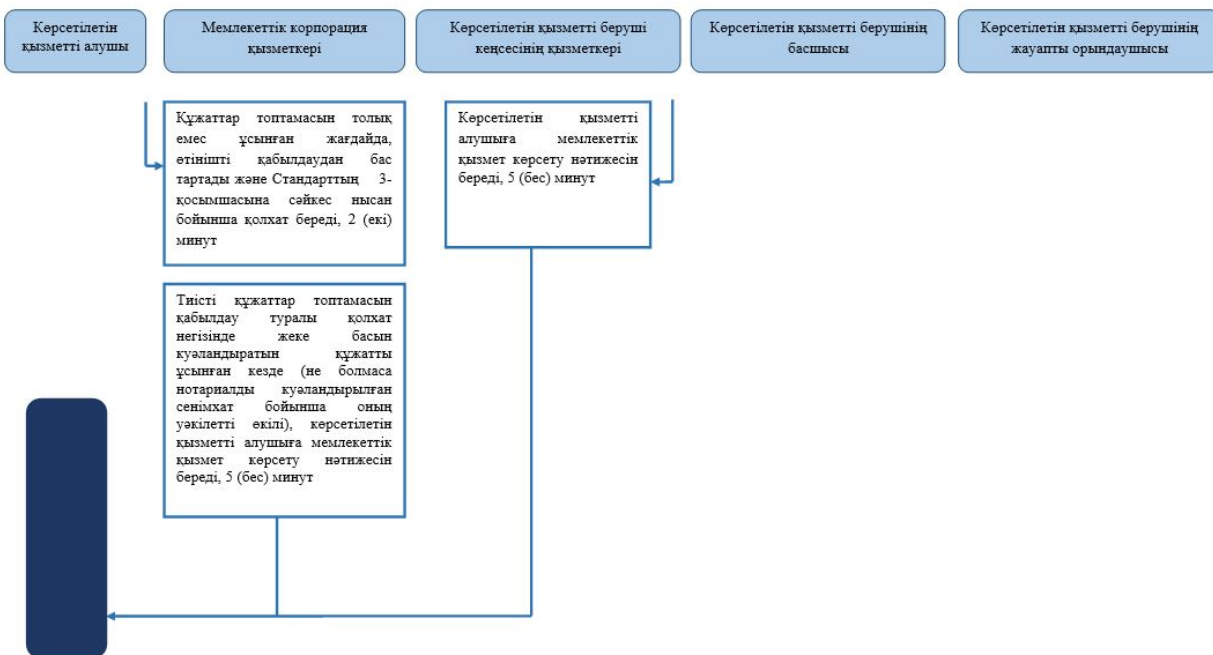 Көрсетілетін
қызметті алушы
Мемлекеттік корпорация
қызметкері
Көрсетілетін қызметті беруші
кеңсесінің қызметкері
Көрсетілетін қызметті берушінің
басшысы
Көрсетілетін қызметті берушінің
жауапты орындаушысы
Құжаттар топтамасын толық
емес ұсынған жағдайда,
өтінішті қабылдаудан бас
тартады және Стандарттың 3-
қосымшасына сәйкес нысан
бойынша қолхат береді, 2 (екі)
минут
Көрсетілетін қызметті
алушыға мемлекеттік
қызмет көрсету нәтижесін
береді, 5 (бес) минут
Тиісті құжаттар топтамасын
қабылдау туралы қолхат
негізінде жеке басын
куәландыратын құжатты
ұсынған кезде (не болмаса
нотариалды куәландырылған
сенімхат бойынша оның
уәкілетті өкілі), көрсетілетін
қызметті алушыға мемлекеттік
қызмет көрсету нәтижесін
береді, 5 (бес) минут